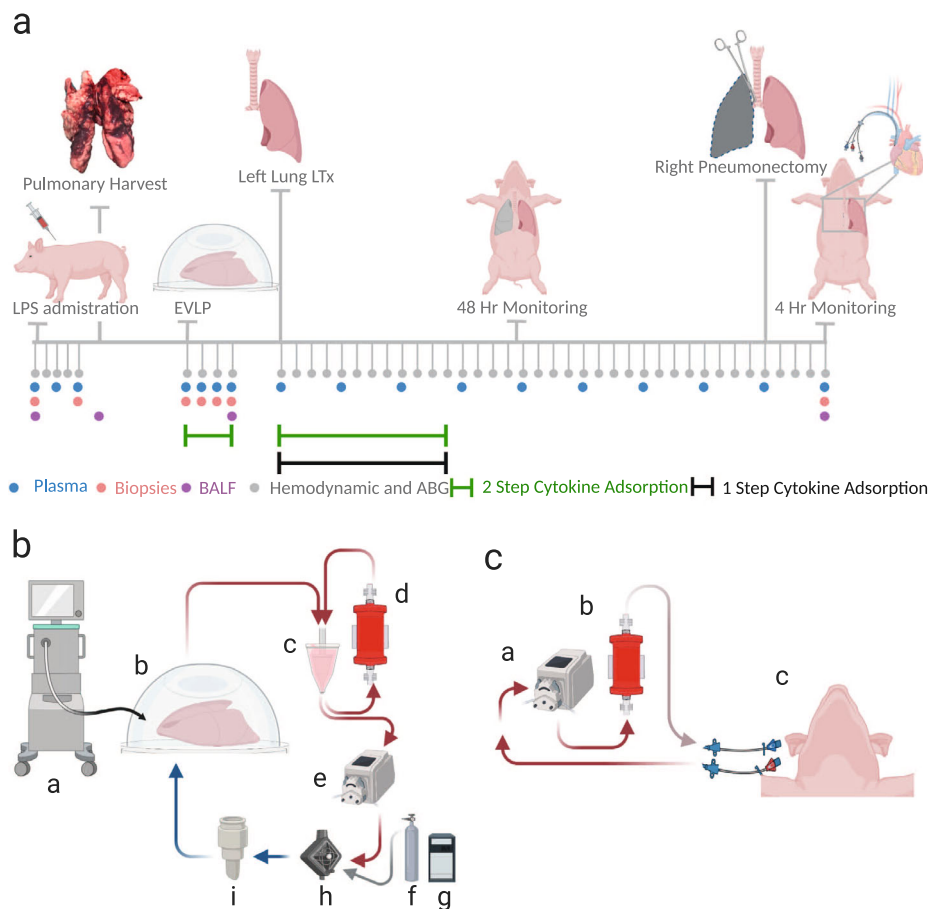 a
Pulmonary Harvest
Left Lung LTx
Right Pneumonectomy
LPS admistration
EVLP
48 Hr Monitoring
4 Hr Monitoring
Plasma Biopsies BALF Hemodynamic and ABG 2 Step Cytokine Adsorption 1 Step Cytokine Adsorption
b
a
b
c
d
e
f
g
h
i
c
a
b
c